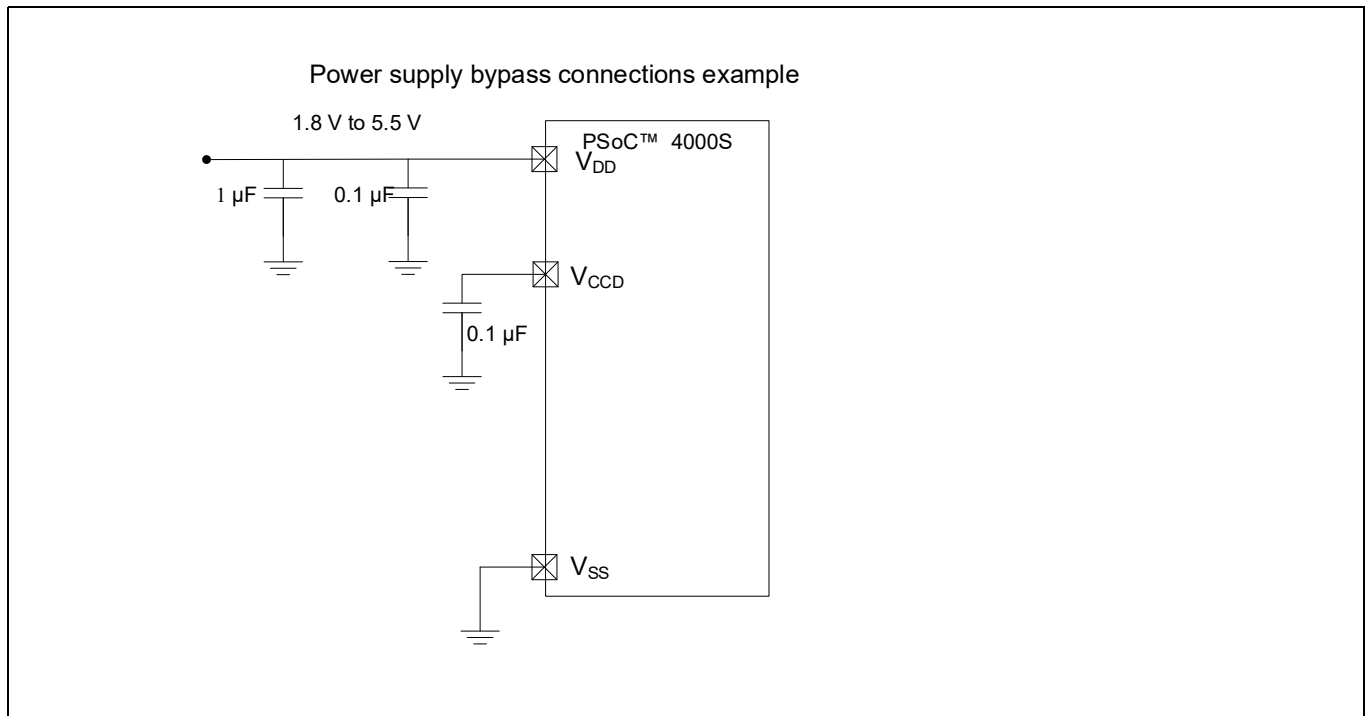 Power supply bypass connections example
1.8 V to 5.5 V
PSoC™ 4000S
VDD
1 µF
0.1 µF
VCCD
0.1 µF
VSS